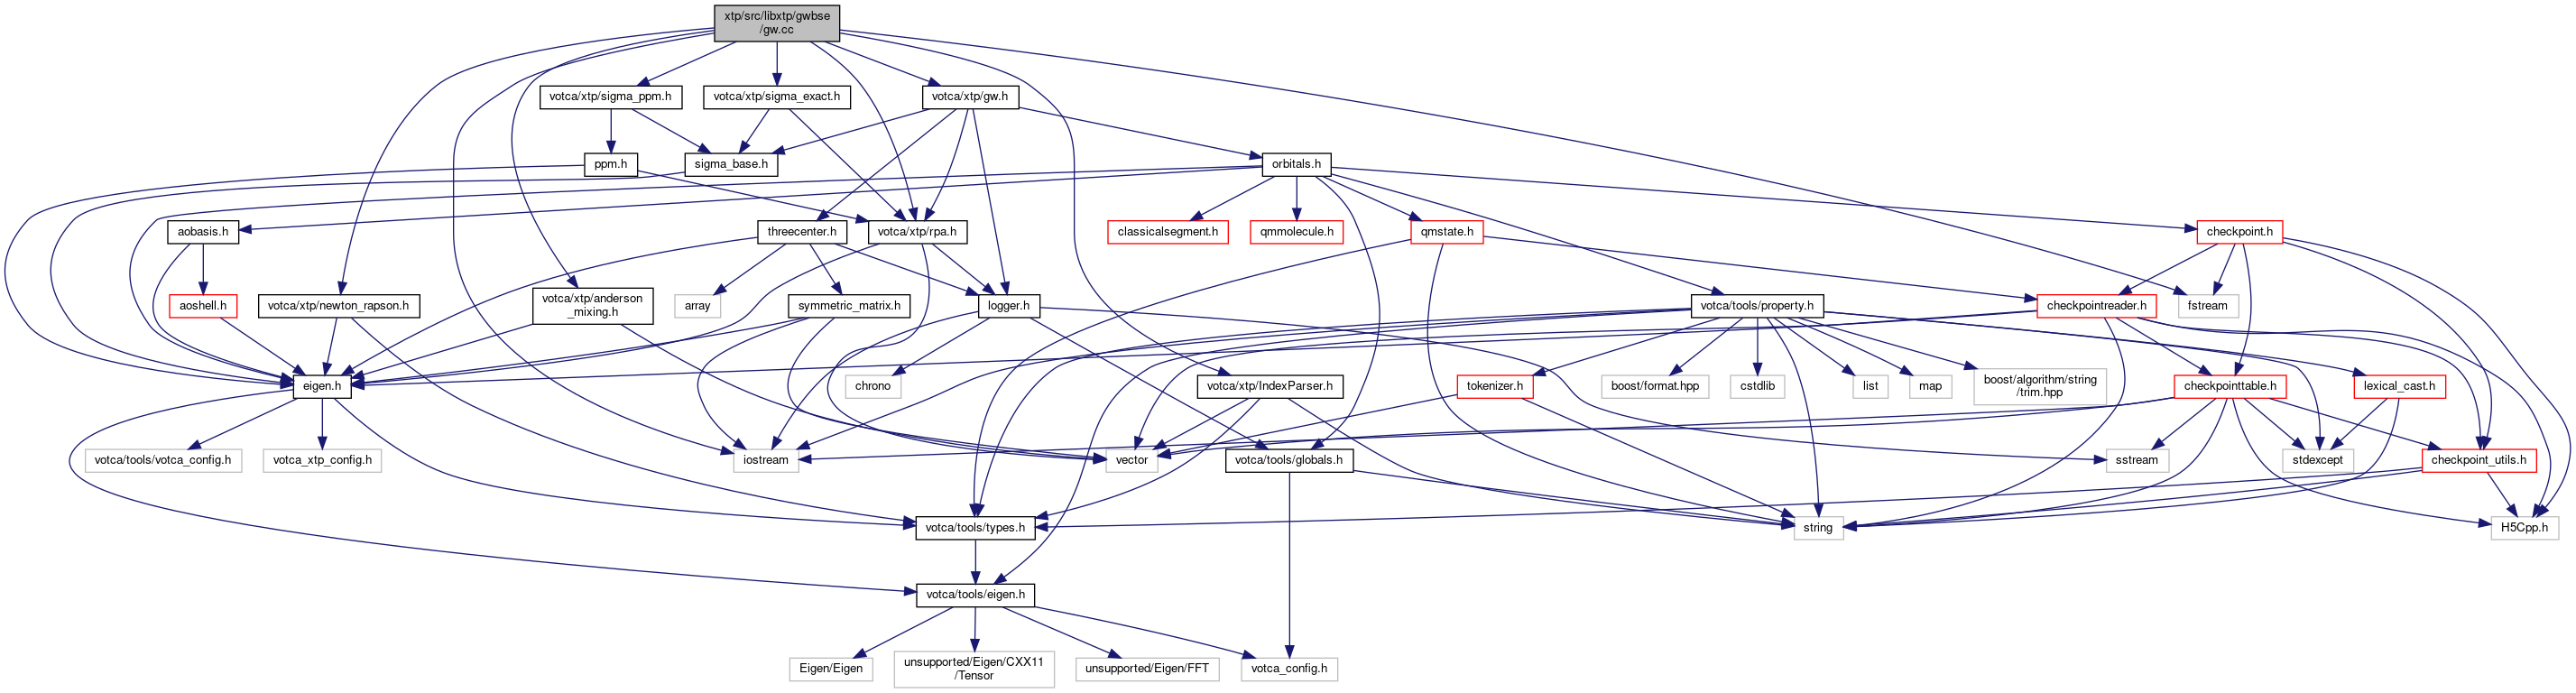 xtp/src/libxtp/gwbse
/gw.cc
votca/xtp/sigma_ppm.h
votca/xtp/sigma_exact.h
votca/xtp/gw.h
ppm.h
sigma_base.h
orbitals.h
aobasis.h
threecenter.h
votca/xtp/rpa.h
classicalsegment.h
qmmolecule.h
qmstate.h
checkpoint.h
aoshell.h
votca/xtp/newton_rapson.h
votca/xtp/anderson
_mixing.h
array
symmetric_matrix.h
logger.h
votca/tools/property.h
checkpointreader.h
fstream
eigen.h
chrono
votca/xtp/IndexParser.h
tokenizer.h
boost/format.hpp
cstdlib
list
map
boost/algorithm/string
/trim.hpp
checkpointtable.h
lexical_cast.h
votca/tools/votca_config.h
votca_xtp_config.h
iostream
vector
votca/tools/globals.h
sstream
stdexcept
checkpoint_utils.h
votca/tools/types.h
string
H5Cpp.h
votca/tools/eigen.h
Eigen/Eigen
unsupported/Eigen/CXX11
/Tensor
unsupported/Eigen/FFT
votca_config.h